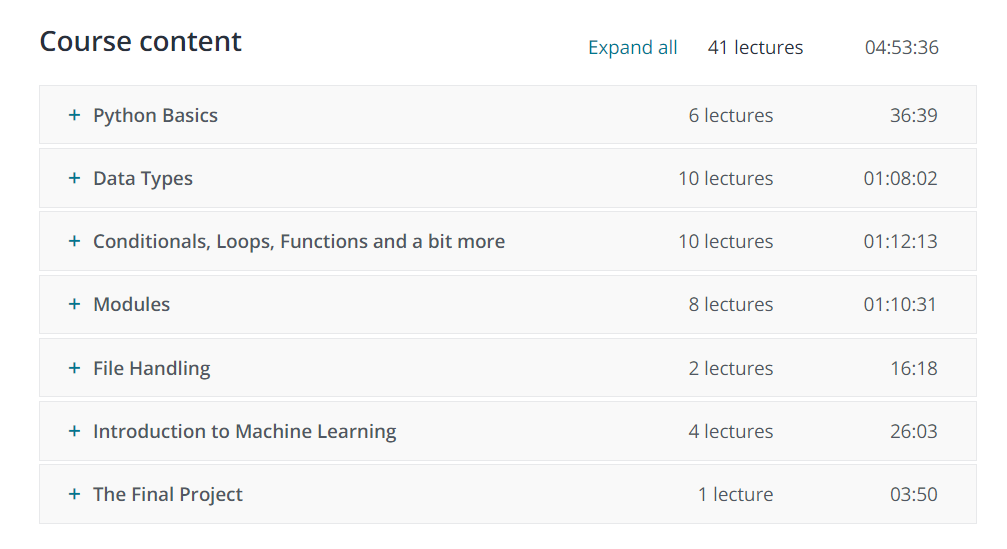 Course content Expand all 41 lectures 04:53:36
+ Python Basics 6 lectures 36:39
+ Data Types 10 lectures 01:08:02
+ Conditionals, Loops, Functions and a bit more 10 lectures 01:12:13
+ Modules 8 lectures 01:10:31
+ File Handling 2 lectures 16:18
+ Introduction to Machine Learning 4 lectures 26:03
+ The Final Project 1 lecture 03:50